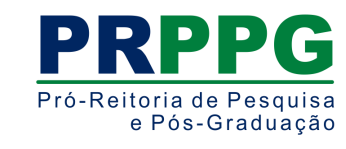 PRPPG
Pró-Reitoria de Pesquisa
e Pós-Graduação